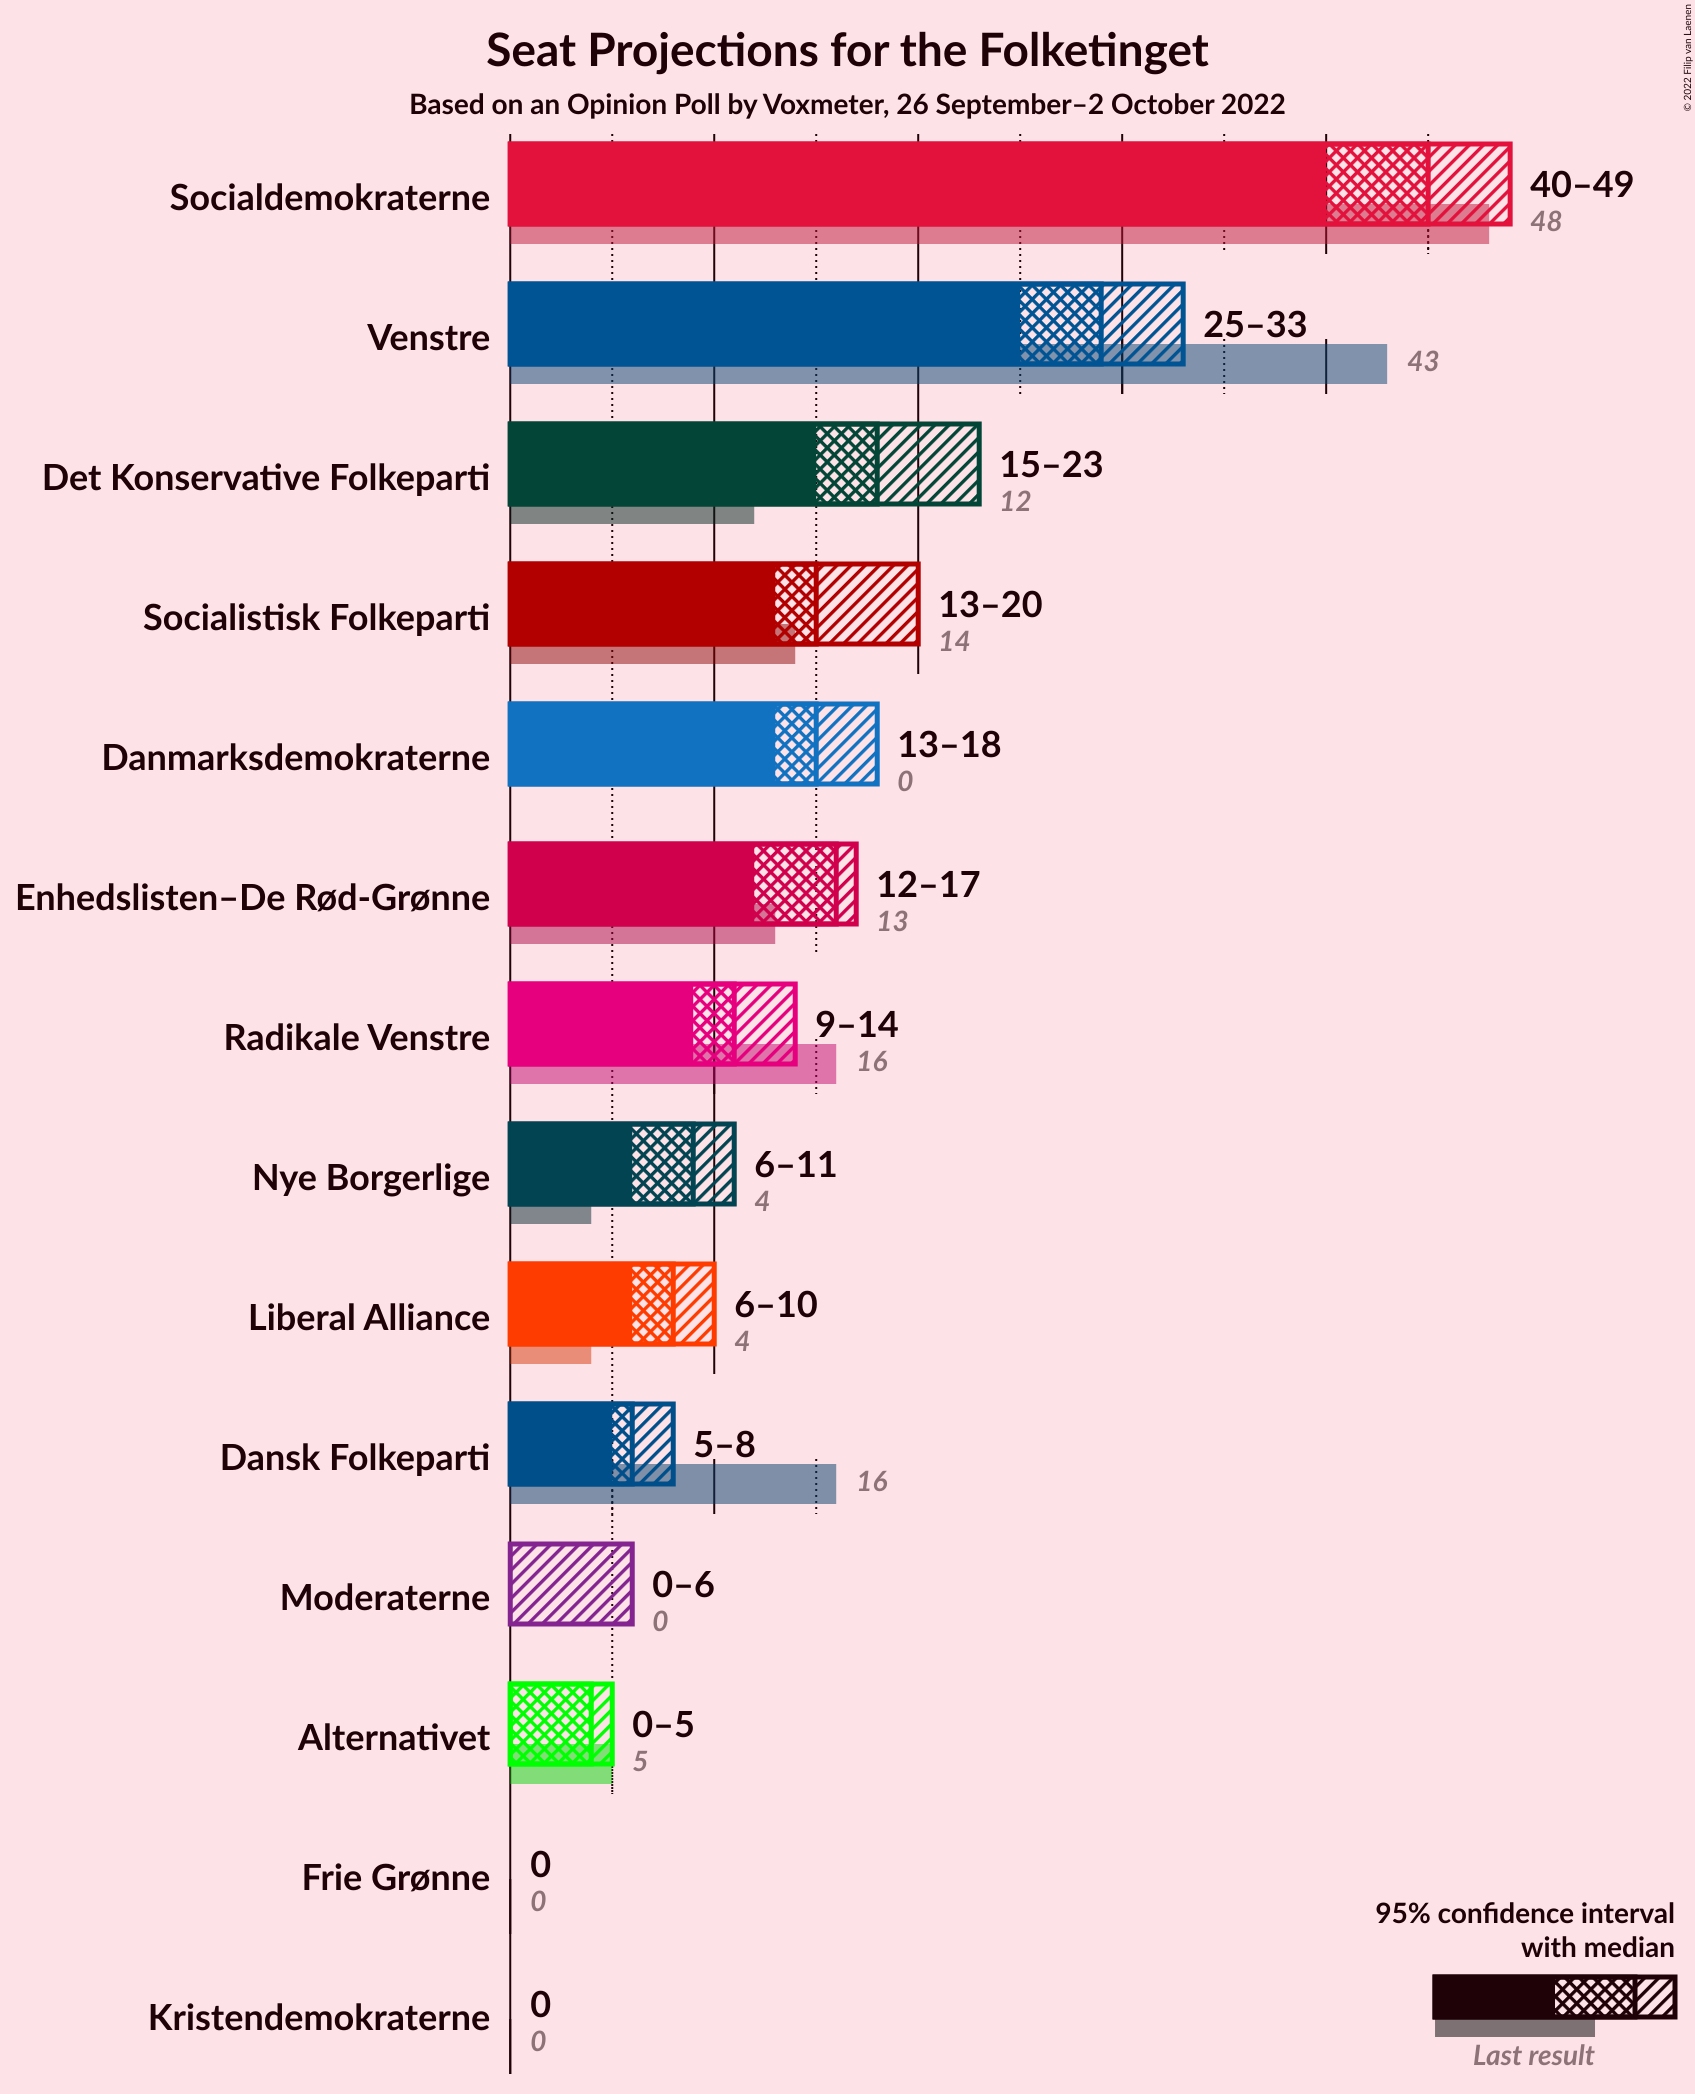 Seat Projections for the Folketinget
Based on an Opinion Poll by Voxmeter, 26 September–2 October 2022
© 2022 Filip van Laenen
Socialdemokraterne
40–49
48
Venstre
25–33
43
Det Konservative Folkeparti
15–23
12
Socialistisk Folkeparti
13–20
14
Danmarksdemokraterne
13–18
0
Enhedslisten–De Rød-Grønne
12–17
13
Radikale Venstre
9–14
16
Nye Borgerlige
6–11
4
Liberal Alliance
6–10
4
Dansk Folkeparti
5–8
16
Moderaterne
0–6
0
Alternativet
0–5
5
Frie Grønne
0
0
Kristendemokraterne
0
0
95% confidence interval
with median
Last result